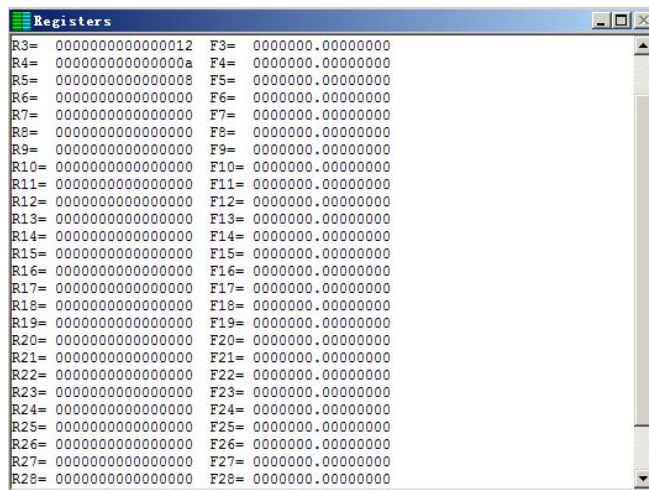 Registers
R3=  0000000000000012  F3=  0000000.00000000
R4=  000000000000000a  F4=  0000000.00000000
R5=  0000000000000008  F5=  0000000.00000000
R6=  0000000000000000  F6=  0000000.00000000
R7=  0000000000000000  F7=  0000000.00000000
R8=  0000000000000000  F8=  0000000.00000000
R9=  0000000000000000  F9=  0000000.00000000
R10= 0000000000000000  F10= 0000000.00000000
R11= 0000000000000000  F11= 0000000.00000000
R12= 0000000000000000  F12= 0000000.00000000
R13= 0000000000000000  F13= 0000000.00000000
R14= 0000000000000000  F14= 0000000.00000000
R15= 0000000000000000  F15= 0000000.00000000
R16= 0000000000000000  F16= 0000000.00000000
R17= 0000000000000000  F17= 0000000.00000000
R18= 0000000000000000  F18= 0000000.00000000
R19= 0000000000000000  F19= 0000000.00000000
R20= 0000000000000000  F20= 0000000.00000000
R21= 0000000000000000  F21= 0000000.00000000
R22= 0000000000000000  F22= 0000000.00000000
R23= 0000000000000000  F23= 0000000.00000000
R24= 0000000000000000  F24= 0000000.00000000
R25= 0000000000000000  F25= 0000000.00000000
R26= 0000000000000000  F26= 0000000.00000000
R27= 0000000000000000  F27= 0000000.00000000
R28= 0000000000000000  F28= 0000000.00000000